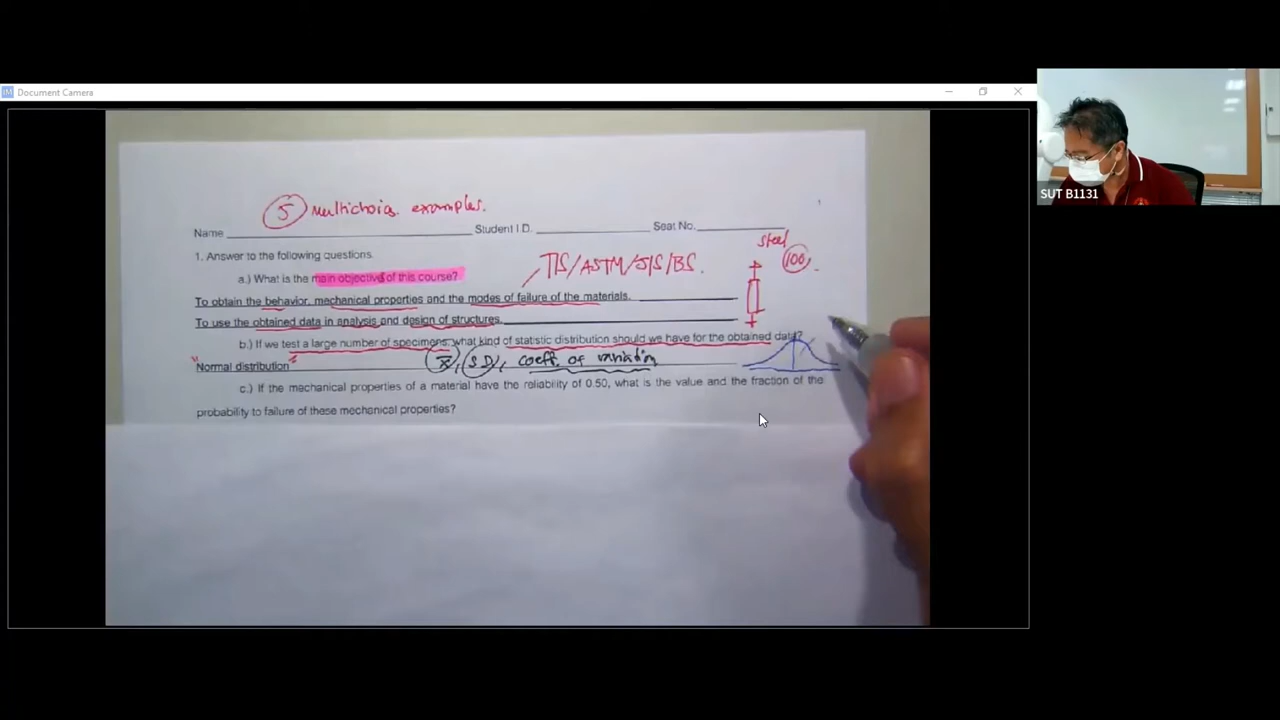 Document Camera
SUT B1131
5 Multichoice examples.
Name Student I.D. Seat No.
steel
100
1. Answer to the following questions.
TIS/ASTM/JIS/BS.
a.) What is the main objectives of this course?
To obtain the behavior, mechanical properties and the modes of failure of the materials.
To use the obtained data in analysis and design of structures.
b.) If we test a large number of specimens, what kind of statistic distribution should we have for the obtained data?
"Normal distribution" x̄, SD, coeff. of variation
c.) If the mechanical properties of a material have the reliability of 0.50, what is the value and the fraction of the
probability to failure of these mechanical properties?